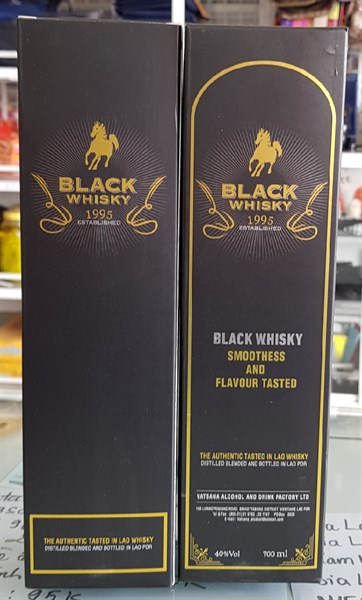 BLACK
WHISKY
1995
ESTABLISHED
THE AUTHENTIC TASTED IN LAO WHISKY
DISTILLED BLENDED AND BOTTLED IN LAO PDR
BLACK
WHISKY
1995
ESTABLISHED
BLACK WHISKY
SMOOTHESS
AND
FLAVOUR TASTED
THE AUTHENTIC TASTED IN LAO WHISKY
DISTILLED BLENDED AND BOTTLED IN LAO PDR
VATSANA ALCOHOL AND DRINK FACTORY LTD
40%Vol 700 ml